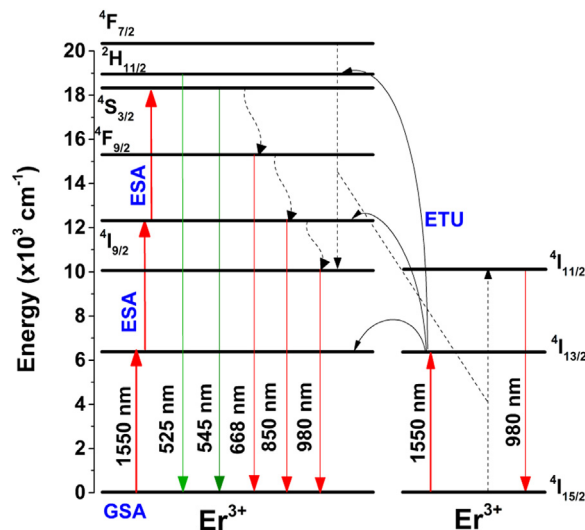 Energy (x10³ cm⁻¹)
20
18
16
14
12
10
8
6
4
2
0
⁴F₇/₂
²H₁₁/₂
⁴S₃/₂
⁴F₉/₂
⁴I₉/₂
ESA
ESA
ETU
⁴I₁₁/₂
⁴I₁₃/₂
⁴I₁₅/₂
1550 nm
525 nm
545 nm
668 nm
850 nm
980 nm
1550 nm
980 nm
GSA
Er³⁺
Er³⁺